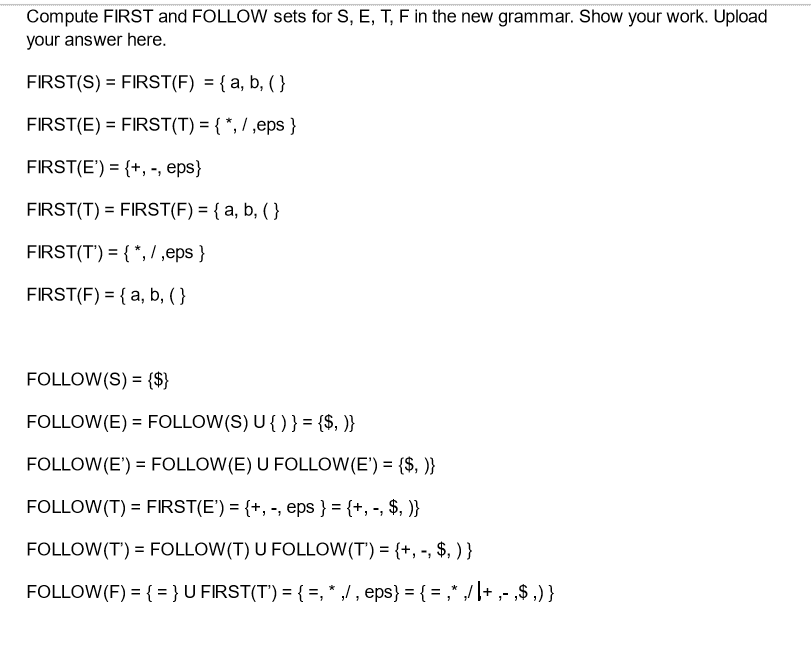 Compute FIRST and FOLLOW sets for S, E, T, F in the new grammar. Show your work. Upload
your answer here.
FIRST(S) = FIRST(F) = { a, b, ( }
FIRST(E) = FIRST(T) = { *, / ,eps }
FIRST(E’) = {+, -, eps}
FIRST(T) = FIRST(F) = { a, b, ( }
FIRST(T’) = { *, / ,eps }
FIRST(F) = { a, b, ( }
FOLLOW(S) = {$}
FOLLOW(E) = FOLLOW(S) U { ) } = {$, )}
FOLLOW(E’) = FOLLOW(E) U FOLLOW(E’) = {$, )}
FOLLOW(T) = FIRST(E’) = {+, -, eps } = {+, -, $, )}
FOLLOW(T’) = FOLLOW(T) U FOLLOW(T’) = {+, -, $, ) }
FOLLOW(F) = { = } U FIRST(T’) = { =, * ,/ , eps} = { = ,* ,/ ,+ ,- ,$ ,) }